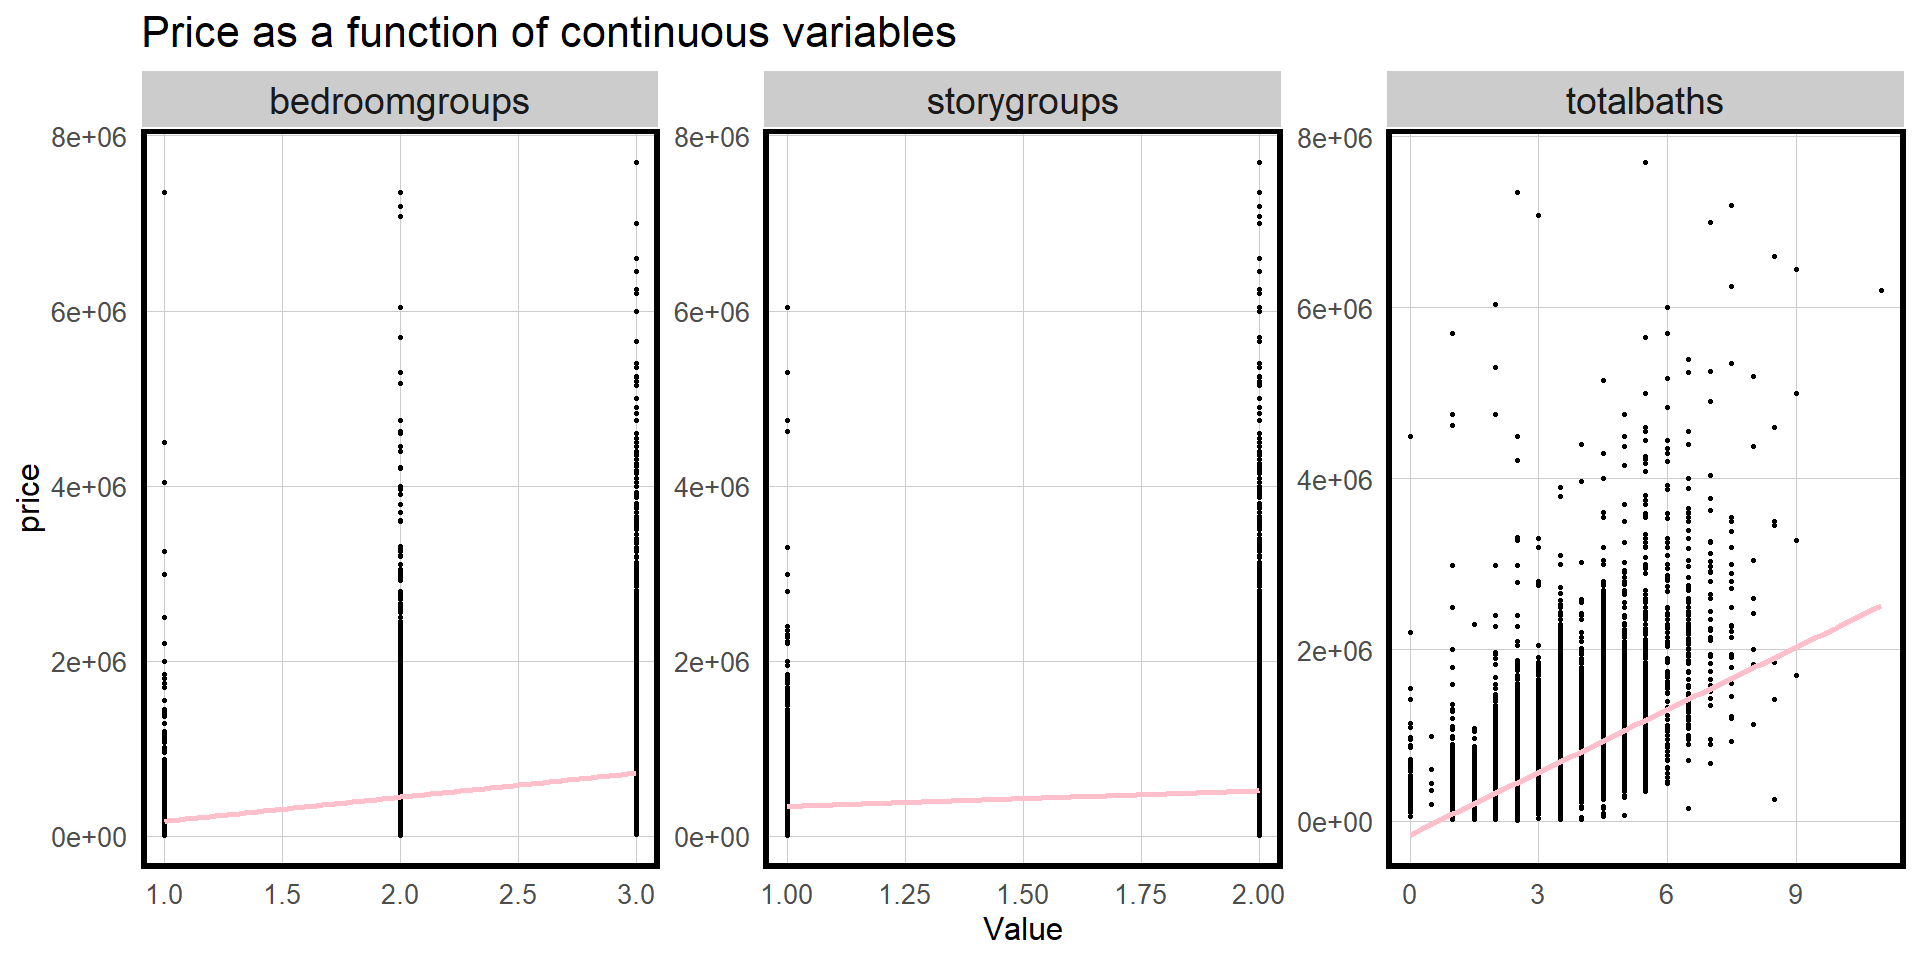 Price as a function of continuous variables
bedroomgroups storygroups totalbaths
8e+06 8e+06 8e+06
6e+06 6e+06 6e+06
4e+06 4e+06 4e+06
2e+06 2e+06 2e+06
0e+00 0e+00 0e+00
price
1.0 1.5 2.0 2.5 3.0 1.00 1.25 1.50 1.75 2.00 0 3 6 9
Value